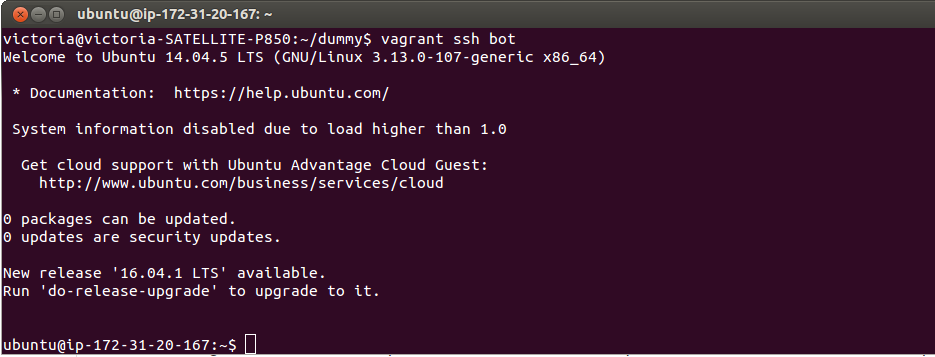 ubuntu@ip-172-31-20-167: ~
victoria@victoria-SATELLITE-P850:~/dummy$ vagrant ssh bot
Welcome to Ubuntu 14.04.5 LTS (GNU/Linux 3.13.0-107-generic x86_64)
* Documentation:  https://help.ubuntu.com/
System information disabled due to load higher than 1.0
Get cloud support with Ubuntu Advantage Cloud Guest:
http://www.ubuntu.com/business/services/cloud
0 packages can be updated.
0 updates are security updates.
New release '16.04.1 LTS' available.
Run 'do-release-upgrade' to upgrade to it.
ubuntu@ip-172-31-20-167:~$